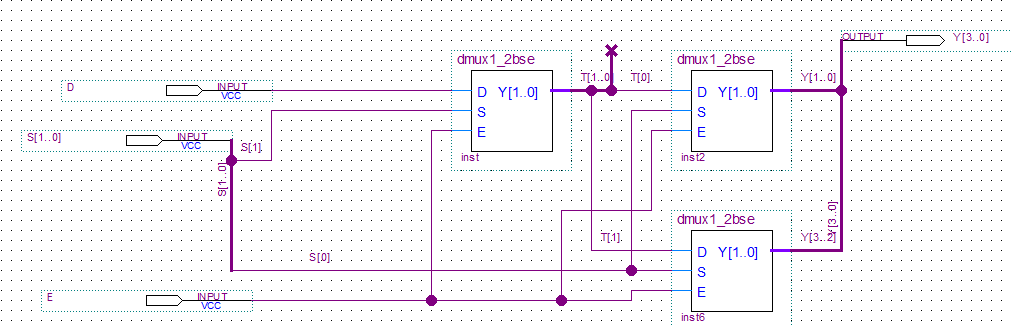 OUTPUT
Y[3..0]
dmux1_2bse
dmux1_2bse
T[1..0]
T[0]
Y[1..0]
D
INPUT
VCC
D
Y[1..0]
S
E
inst
D
Y[1..0]
S
E
inst2
S[1..0]
INPUT
VCC
S[1]
S[1..0]
dmux1_2bse
Y[3..0]
T[1]
Y[3..2]
D
Y[1..0]
S
E
inst6
S[0]
E
INPUT
VCC